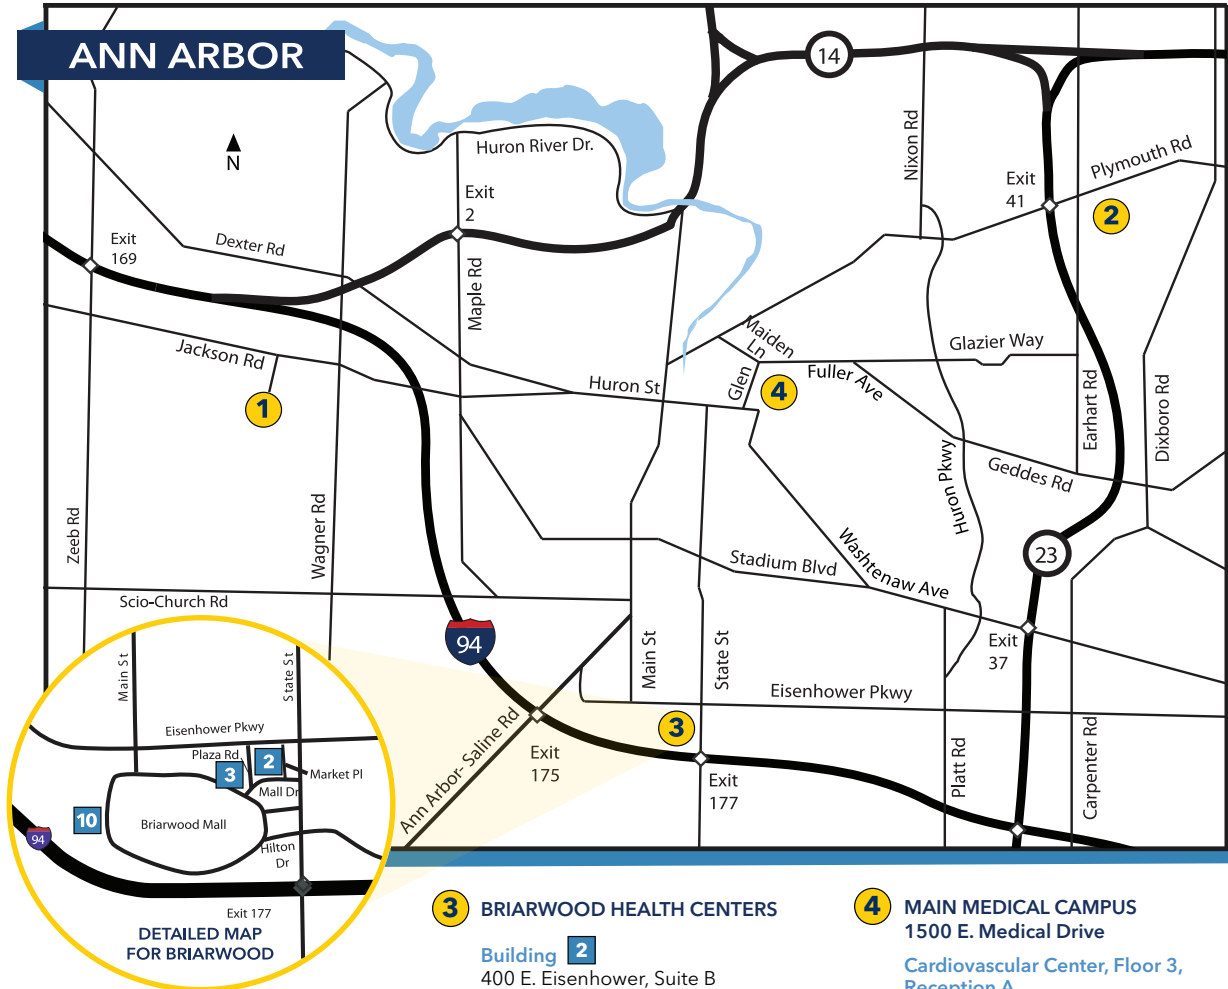 ANN ARBOR
14
N
Huron River Dr.
Nixon Rd
Plymouth Rd
Exit
41
2
Exit
2
Exit
169
Dexter Rd
Maple Rd
Jackson Rd
1
Huron St
Maiden
Ln
Glen
4
Fuller Ave
Glazier Way
Earhart Rd
Dixboro Rd
Geddes Rd
Huron Pkwy
Zeeb Rd
Wagner Rd
Stadium Blvd
Washtenaw Ave
23
Scio-Church Rd
94
Main St
State St
Exit
37
Eisenhower Pkwy
3
Ann Arbor- Saline Rd
Exit
175
Exit
177
Platt Rd
Carpenter Rd
Main St
State St
Eisenhower Pkwy
Plaza Rd
3
2
Market Pl
Mall Dr
10
Briarwood Mall
94
Hilton
Dr
Exit 177
DETAILED MAP
FOR BRIARWOOD
3 BRIARWOOD HEALTH CENTERS
Building 2
400 E. Eisenhower, Suite B
4 MAIN MEDICAL CAMPUS
1500 E. Medical Drive
Cardiovascular Center, Floor 3,
Reception A